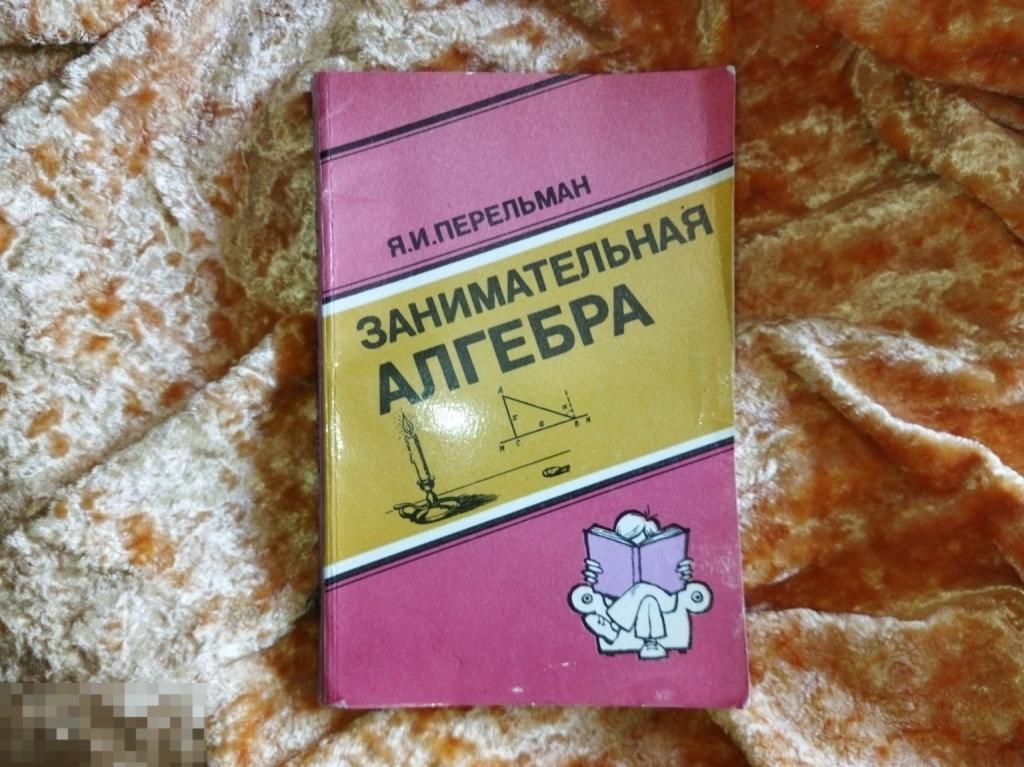 Я.И.ПЕРЕЛЬМАН
ЗАНИМАТЕЛЬНАЯ
АЛГЕБРА
A
x
a
M C B N